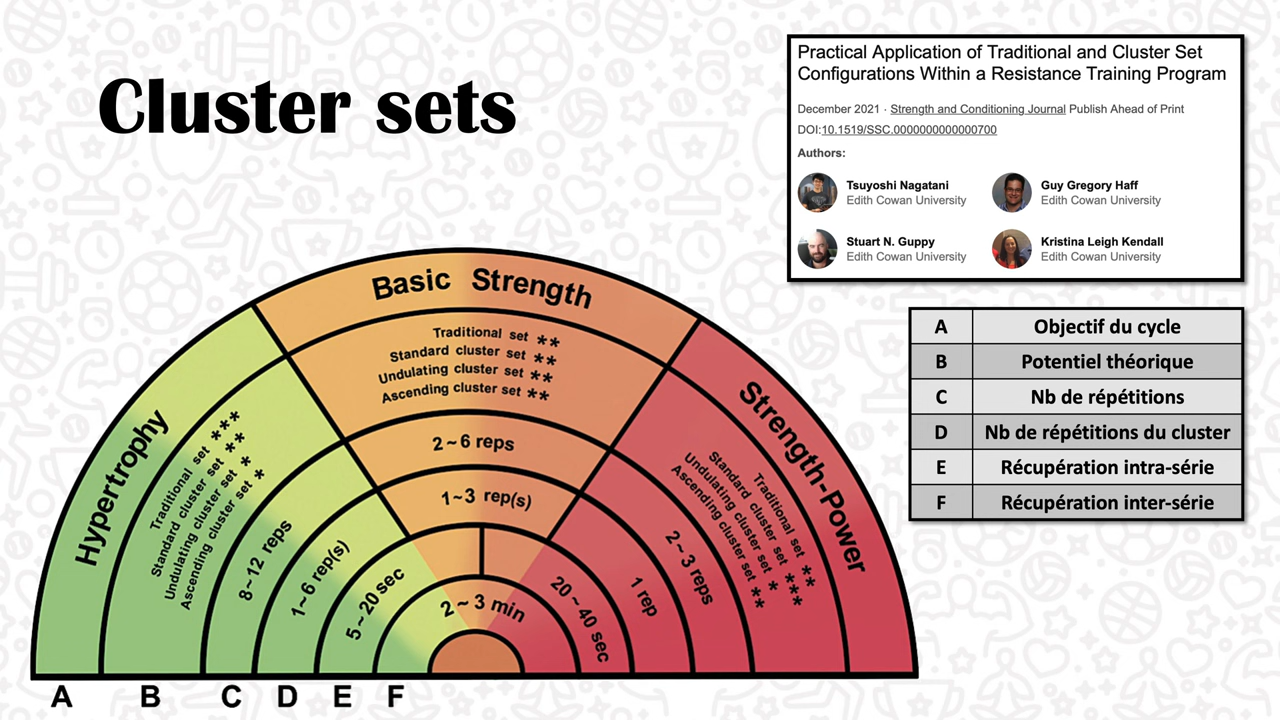 Cluster sets
Practical Application of Traditional and Cluster Set
Configurations Within a Resistance Training Program
December 2021 · Strength and Conditioning Journal Publish Ahead of Print
DOI:10.1519/SSC.0000000000000700
Authors:
Tsuyoshi Nagatani
Edith Cowan University
Guy Gregory Haff
Edith Cowan University
Stuart N. Guppy
Edith Cowan University
Kristina Leigh Kendall
Edith Cowan University
A Objectif du cycle
B Potentiel théorique
C Nb de répétitions
D Nb de répétitions du cluster
E Récupération intra-série
F Récupération inter-série
Hypertrophy
Traditional set ***
Standard cluster set **
Undulating cluster set *
Ascending cluster set *
8~12 reps
1~6 rep(s)
5~20 sec
Basic Strength
Traditional set **
Standard cluster set **
Undulating cluster set **
Ascending cluster set **
2~6 reps
1~3 rep(s)
2~3 min
Strength-Power
Traditional set **
Standard cluster set ***
Undulating cluster set *
Ascending cluster set **
2~3 reps
1 rep
20~40 sec
A B C D E F